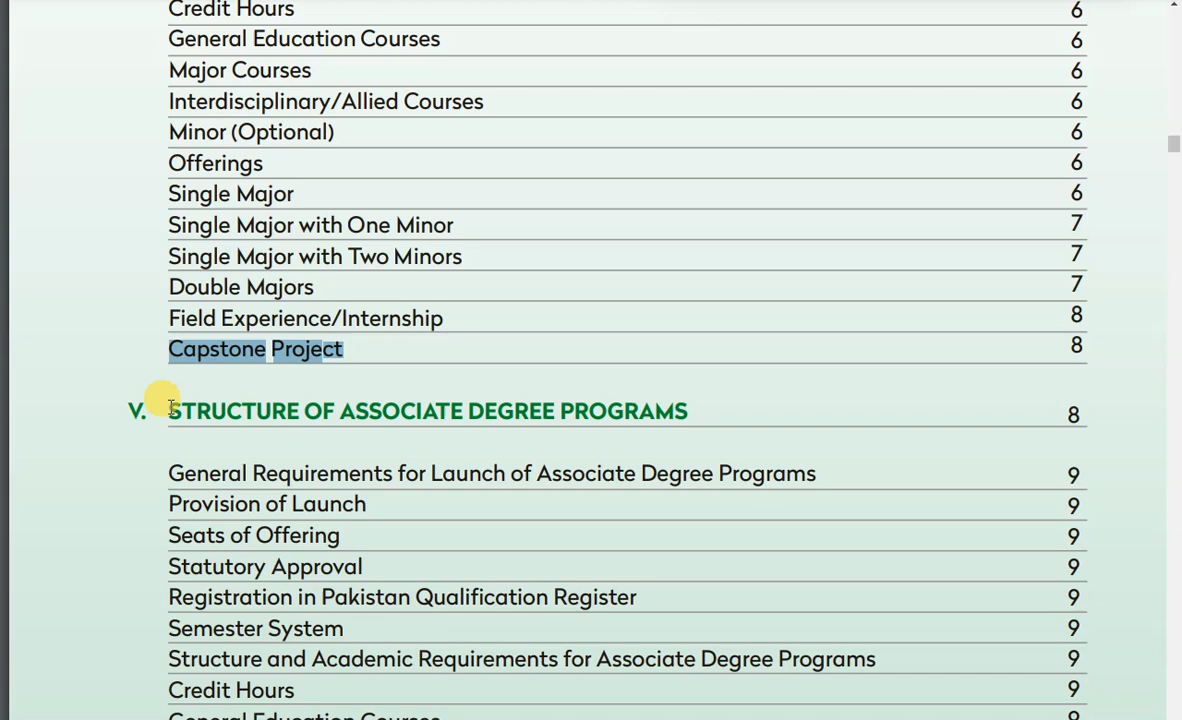 Credit Hours 6
General Education Courses 6
Major Courses 6
Interdisciplinary/Allied Courses 6
Minor (Optional) 6
Offerings 6
Single Major 6
Single Major with One Minor 7
Single Major with Two Minors 7
Double Majors 7
Field Experience/Internship 8
Capstone Project 8
V. STRUCTURE OF ASSOCIATE DEGREE PROGRAMS 8
General Requirements for Launch of Associate Degree Programs 9
Provision of Launch 9
Seats of Offering 9
Statutory Approval 9
Registration in Pakistan Qualification Register 9
Semester System 9
Structure and Academic Requirements for Associate Degree Programs 9
Credit Hours 9
General Education Courses 9